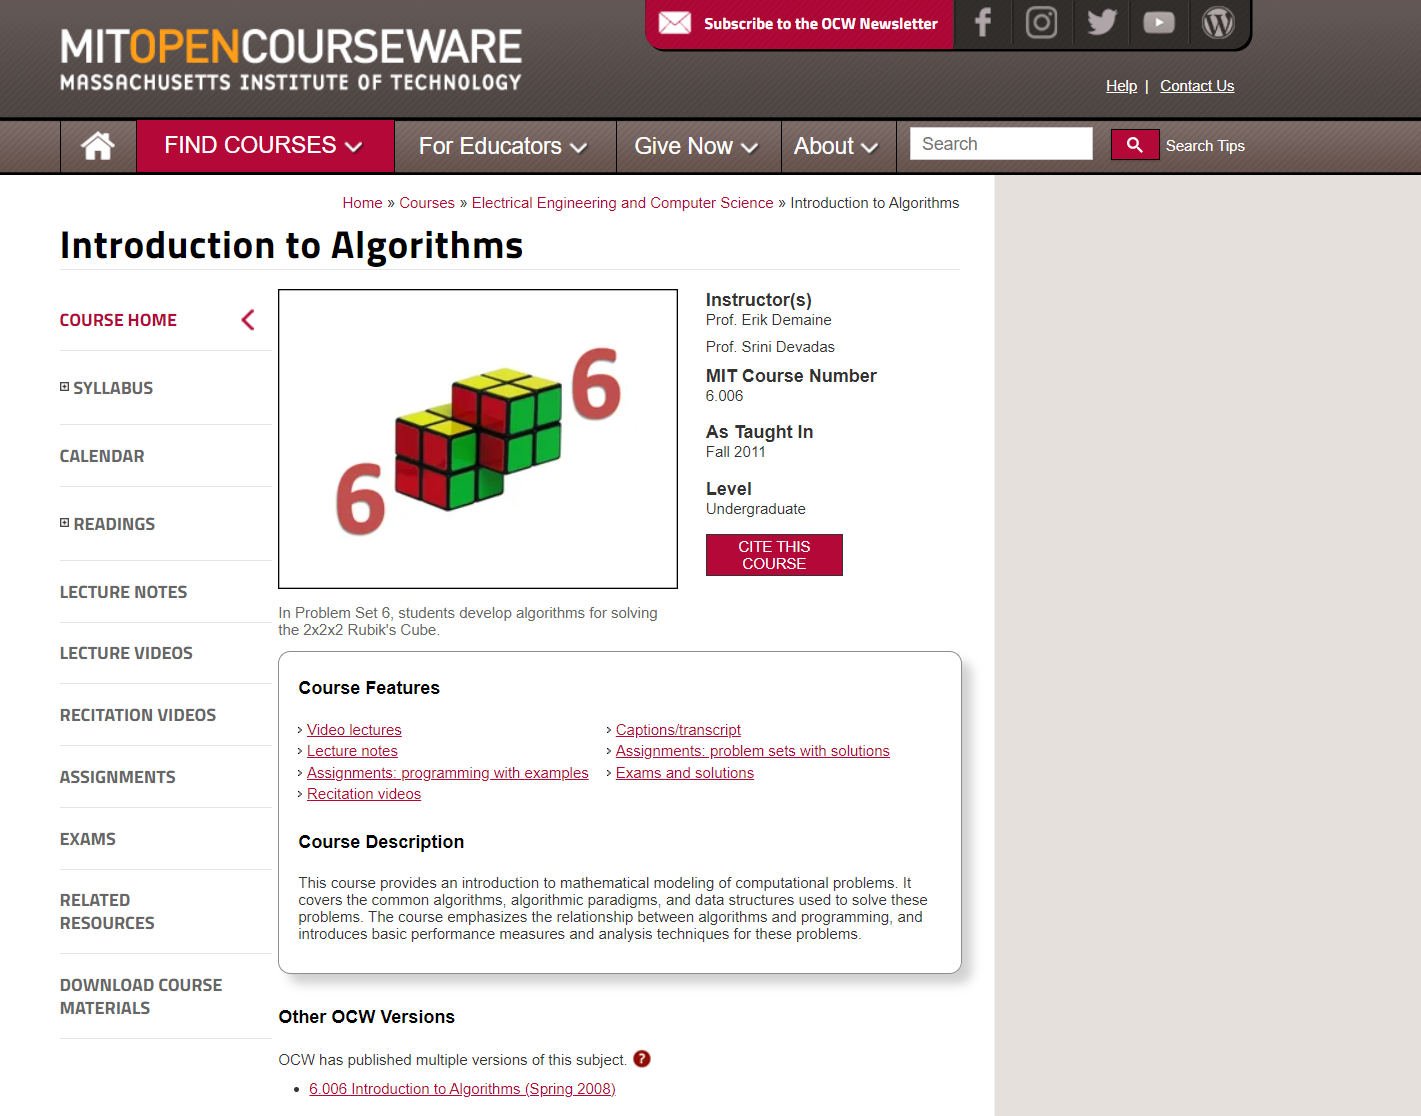 Subscribe to the OCW Newsletter
MITOPENCOURSEWARE
MASSACHUSETTS INSTITUTE OF TECHNOLOGY
Help | Contact Us
FIND COURSES
For Educators
Give Now
About
Search
Search Tips
Home » Courses » Electrical Engineering and Computer Science » Introduction to Algorithms
Introduction to Algorithms
COURSE HOME
SYLLABUS
CALENDAR
READINGS
LECTURE NOTES
LECTURE VIDEOS
RECITATION VIDEOS
ASSIGNMENTS
EXAMS
RELATED
RESOURCES
DOWNLOAD COURSE
MATERIALS
6
6
In Problem Set 6, students develop algorithms for solving
the 2x2x2 Rubik's Cube.
Instructor(s)
Prof. Erik Demaine
Prof. Srini Devadas
MIT Course Number
6.006
As Taught In
Fall 2011
Level
Undergraduate
CITE THIS
COURSE
Course Features
Video lectures
Lecture notes
Assignments: programming with examples
Recitation videos
Captions/transcript
Assignments: problem sets with solutions
Exams and solutions
Course Description
This course provides an introduction to mathematical modeling of computational problems. It
covers the common algorithms, algorithmic paradigms, and data structures used to solve these
problems. The course emphasizes the relationship between algorithms and programming, and
introduces basic performance measures and analysis techniques for these problems.
Other OCW Versions
OCW has published multiple versions of this subject. ?
• 6.006 Introduction to Algorithms (Spring 2008)